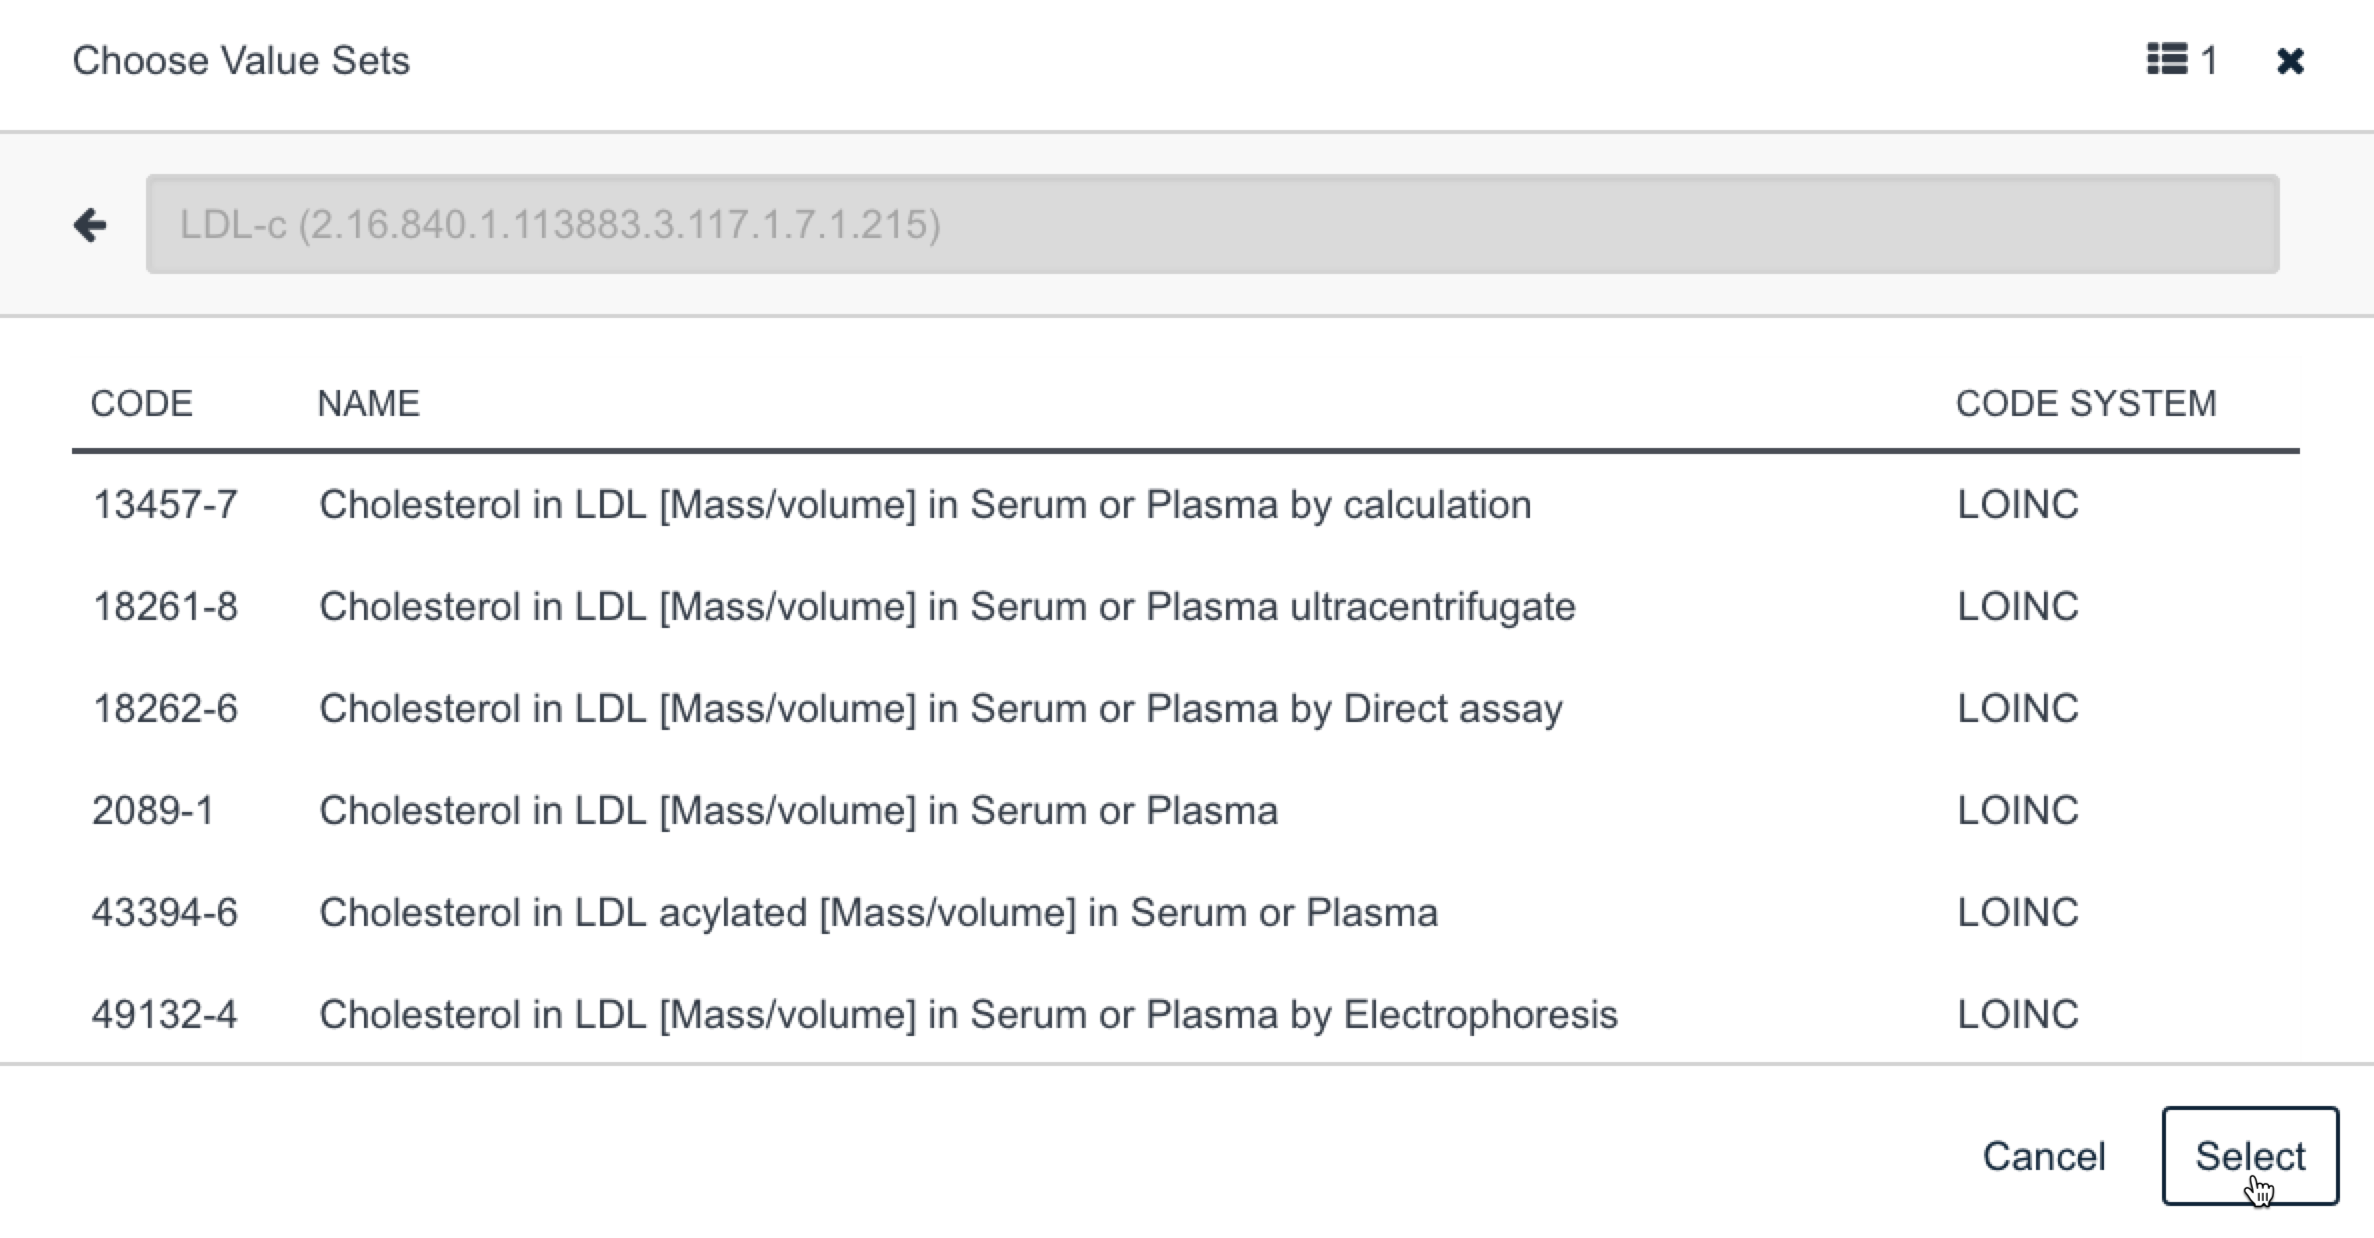 Choose Value Sets 1
LDL-c (2.16.840.1.113883.3.117.1.7.1.215)
CODE NAME CODE SYSTEM
13457-7 Cholesterol in LDL [Mass/volume] in Serum or Plasma by calculation LOINC
18261-8 Cholesterol in LDL [Mass/volume] in Serum or Plasma ultracentrifugate LOINC
18262-6 Cholesterol in LDL [Mass/volume] in Serum or Plasma by Direct assay LOINC
2089-1 Cholesterol in LDL [Mass/volume] in Serum or Plasma LOINC
43394-6 Cholesterol in LDL acylated [Mass/volume] in Serum or Plasma LOINC
49132-4 Cholesterol in LDL [Mass/volume] in Serum or Plasma by Electrophoresis LOINC
Cancel Select